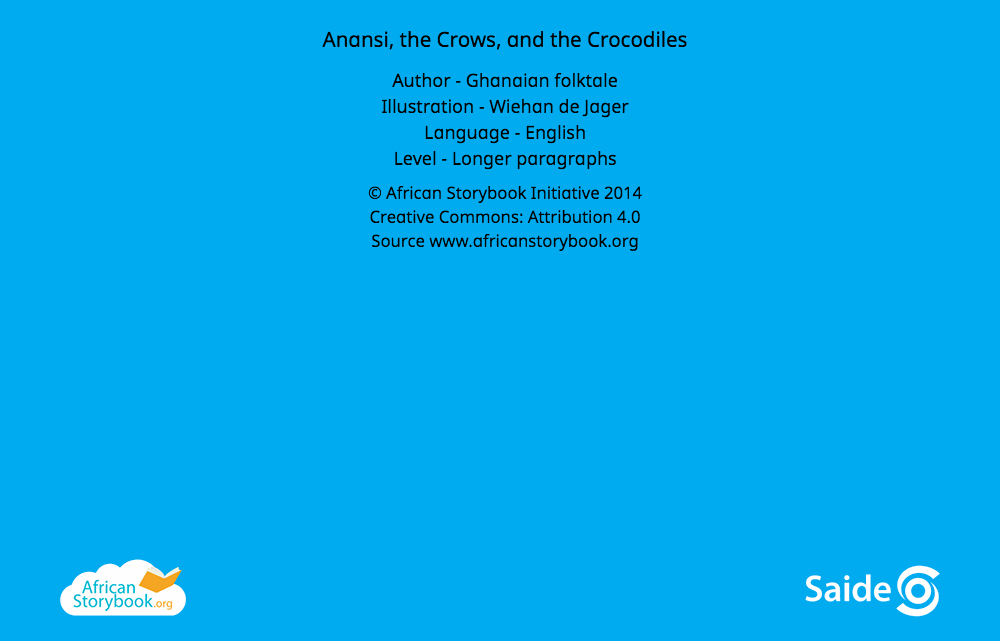 Anansi, the Crows, and the Crocodiles
Author - Ghanaian folktale
Illustration - Wiehan de Jager
Language - English
Level - Longer paragraphs
© African Storybook Initiative 2014
Creative Commons: Attribution 4.0
Source www.africanstorybook.org
African
Storybook.org
Saide